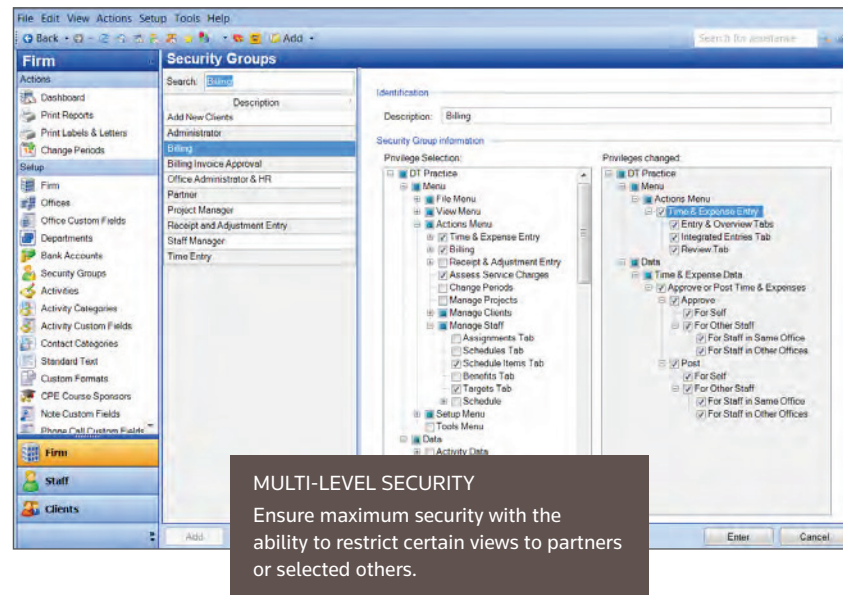 File Edit View Actions Setup Tools Help
Back Add
Search for assistance
Firm
Security Groups
Actions
Dashboard
Print Reports
Print Labels & Letters
Change Periods
Setup
Firm
Offices
Office Custom Fields
Departments
Bank Accounts
Security Groups
Activities
Activity Categories
Activity Custom Fields
Contact Categories
Standard Text
Custom Formats
CPE Course Sponsors
Note Custom Fields
Phone Call Custom Fields
Firm
Staff
Clients
Search: Billing
Description
Add New Clients
Administrator
Billing
Billing Invoice Approval
Office Administrator & HR
Partner
Project Manager
Receipt and Adjustment Entry
Staff Manager
Time Entry
Add
Identification
Description: Billing
Security Group information
Privilege Selection:
DT Practice
Menu
File Menu
View Menu
Actions Menu
Time & Expense Entry
Billing
Receipt & Adjustment Entry
Assess Service Charges
Change Periods
Manage Projects
Manage Clients
Manage Staff
Assignments Tab
Schedules Tab
Schedule Items Tab
Benefits Tab
Targets Tab
Schedule
Setup Menu
Tools Menu
Data
Activity Data
Privileges changed:
DT Practice
Menu
Actions Menu
Time & Expense Entry
Entry & Overview Tabs
Integrated Entries Tab
Review Tab
Data
Time & Expense Data
Approve or Post Time & Expenses
Approve
For Self
For Other Staff
For Staff in Same Office
For Staff in Other Offices
Post
For Self
For Other Staff
For Staff in Same Office
For Staff in Other Offices
Enter Cancel
MULTI-LEVEL SECURITY
Ensure maximum security with the
ability to restrict certain views to partners
or selected others.